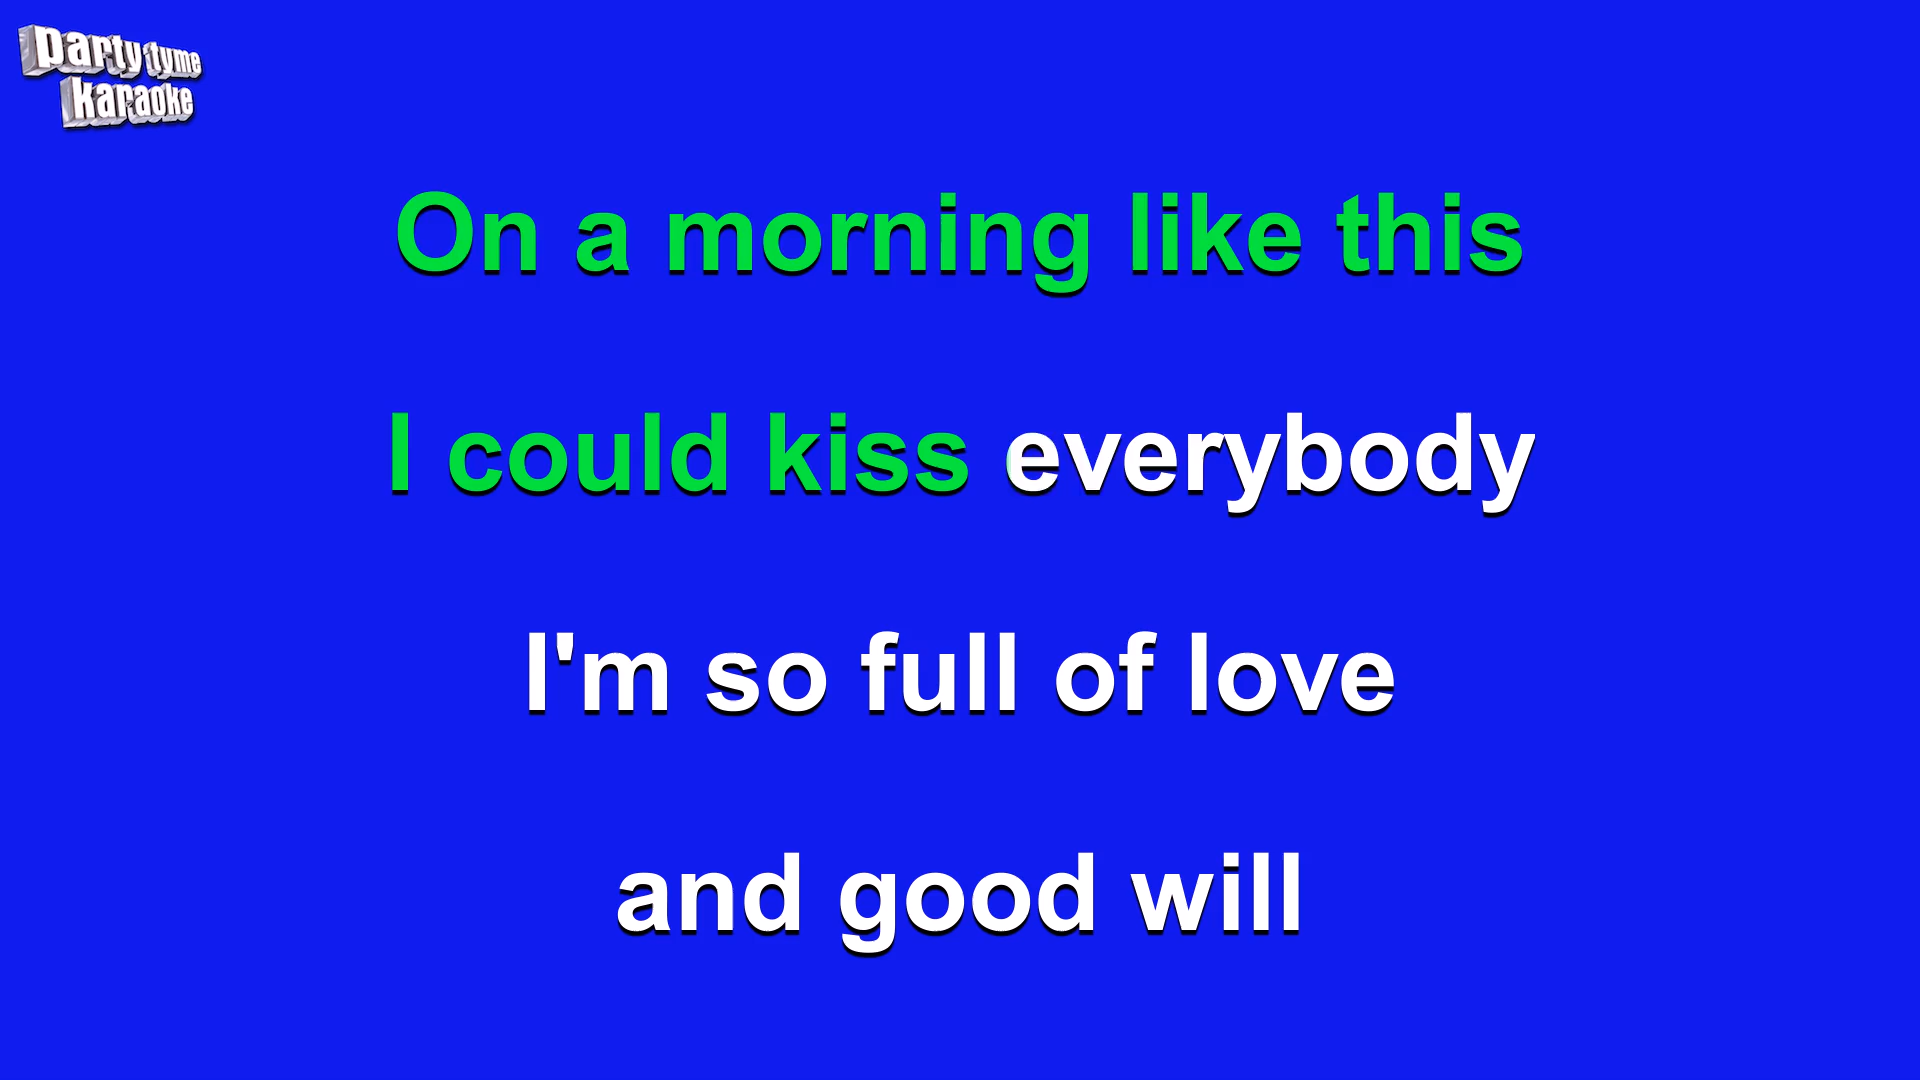 party tyme
karaoke
On a morning like this
I could kiss everybody
I'm so full of love
and good will